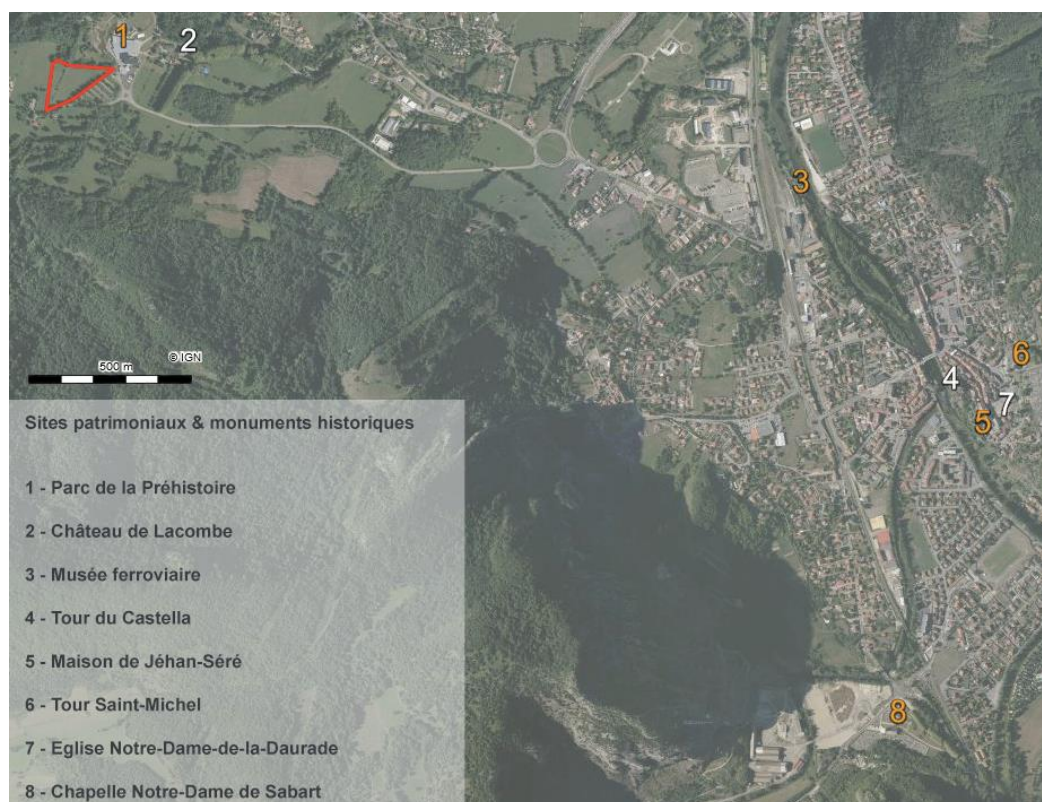 1
2
3
500 m
© IGN
6
4
7
5
8
Sites patrimoniaux & monuments historiques
1 - Parc de la Préhistoire
2 - Château de Lacombe
3 - Musée ferroviaire
4 - Tour du Castella
5 - Maison de Jéhan-Séré
6 - Tour Saint-Michel
7 - Eglise Notre-Dame-de-la-Daurade
8 - Chapelle Notre-Dame de Sabart